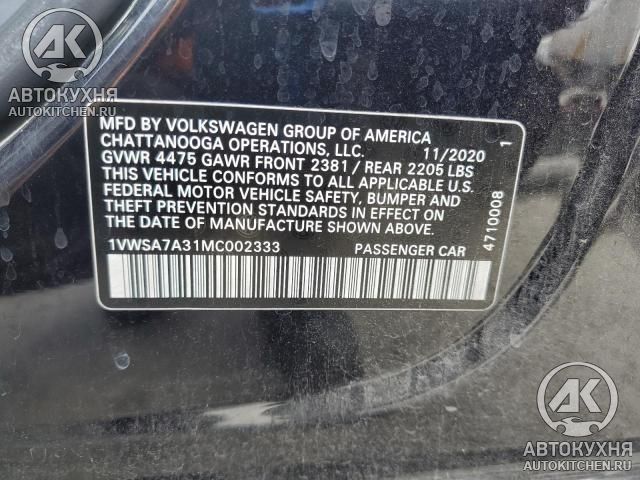 AK
АВТОКУХНЯ
AUTOKITCHEN.RU
MFD BY VOLKSWAGEN GROUP OF AMERICA
CHATTANOOGA OPERATIONS, LLC. 11/2020 1
GVWR 4475 GAWR FRONT 2381 / REAR 2205 LBS
THIS VEHICLE CONFORMS TO ALL APPLICABLE U.S.
FEDERAL MOTOR VEHICLE SAFETY, BUMPER AND
THEFT PREVENTION STANDARDS IN EFFECT ON
THE DATE OF MANUFACTURE SHOWN ABOVE.
1VWSA7A31MC002333 PASSENGER CAR
4710008
AK
АВТОКУХНЯ
AUTOKITCHEN.RU